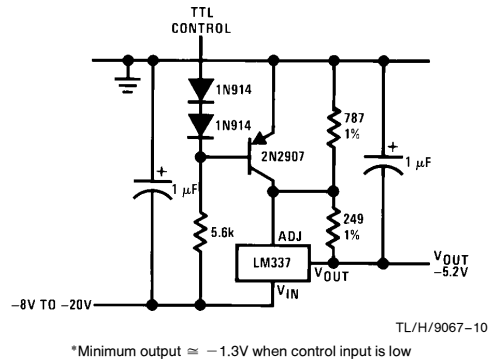 TTL
CONTROL
1N914
1N914
787
1%
2N2907
+
1 μF
+
1 μF
5.6k
249
1%
ADJ
LM337
VOUT
VOUT
−5.2V
VIN
−8V TO −20V
TL/H/9067–10
*Minimum output ≅ −1.3V when control input is low